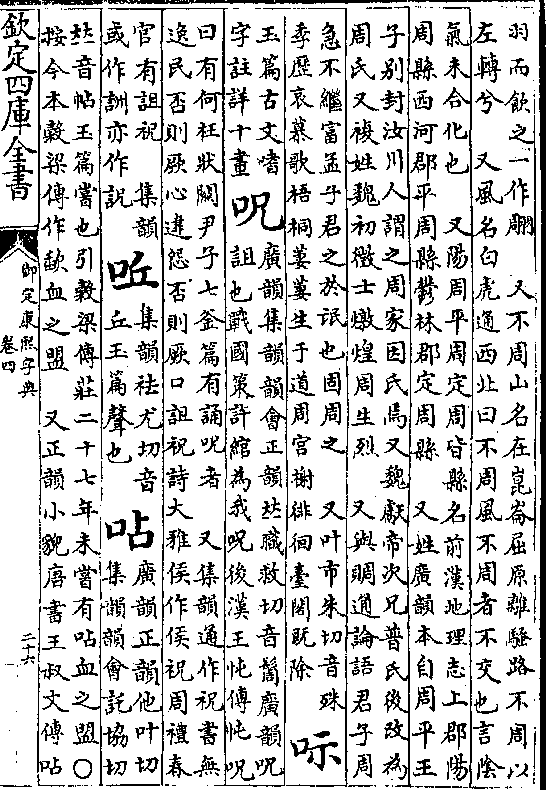 羽而飲之一作翢　又不周山名在崑崙屈原離騷路不周以
左轉兮　又風名白虎通西北曰不周風不周者不交也言陰
氣未合化也　又陽周平周定周皆縣名前漢地理志上郡陽
周縣西河郡平周縣鬱林郡定周縣　又姓廣韻本自周平王
子別封汝川人謂之周家因氏焉又魏獻帝次兄普氏後改為
周氏又複姓魏初徵士燉煌周生烈　又與賙通論語君子周
急不繼富孟子君之於氓也固周之　又叶市朱切音殊
季歷哀慕歌梧桐萋萋生于道周宮榭徘徊臺閣既除
𠰕
玉篇古文嗜
字註詳十畫
呪
廣韻集韻韻會正韻𠀤職救切音鬻廣韻呪
詛也戰國策許綰為我呪後漢王忳傳忳呪
曰有何枉狀關尹子七釜篇有誦呪者　又集韻通作祝書無
逸民否則厥心違怨否則厥口詛祝詩大雅侯作侯祝周禮春
官有詛祝　集韻
或作詶亦作説
㕤
集韻祛尤切音
丘玉篇聲也
呫
廣韻正韻他叶切
集韻韻會託協切
𠀤音帖玉篇嘗也引穀梁傳莊二十七年未嘗有呫血之盟○
按今本穀梁傳作歃血之盟　又正韻小貌唐書王叔文傳呫
欽定四庫全書
御定康熙字典
卷四
二十六